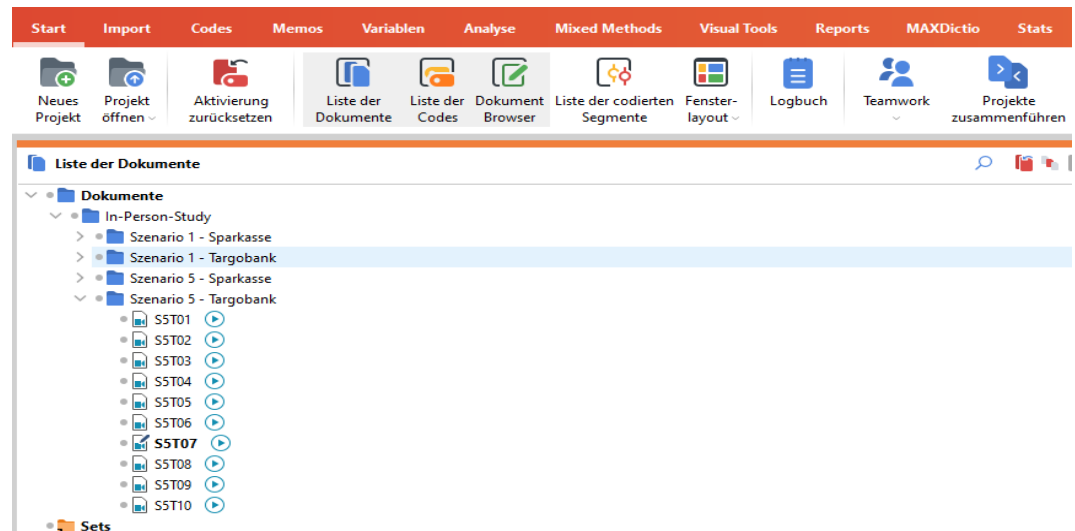 Start Import Codes Memos Variablen Analyse Mixed Methods Visual Tools Reports MAXDictio Stats
Neues Projekt Aktivierung Liste der Liste der Dokument Liste der codierten Fenster- Logbuch Teamwork Projekte
Projekt öffnen zurücksetzen Dokumente Codes Browser Segmente layout zusammenführen
Liste der Dokumente
Dokumente
In-Person-Study
Szenario 1 - Sparkasse
Szenario 1 - Targobank
Szenario 5 - Sparkasse
Szenario 5 - Targobank
S5T01
S5T02
S5T03
S5T04
S5T05
S5T06
S5T07
S5T08
S5T09
S5T10
Sets